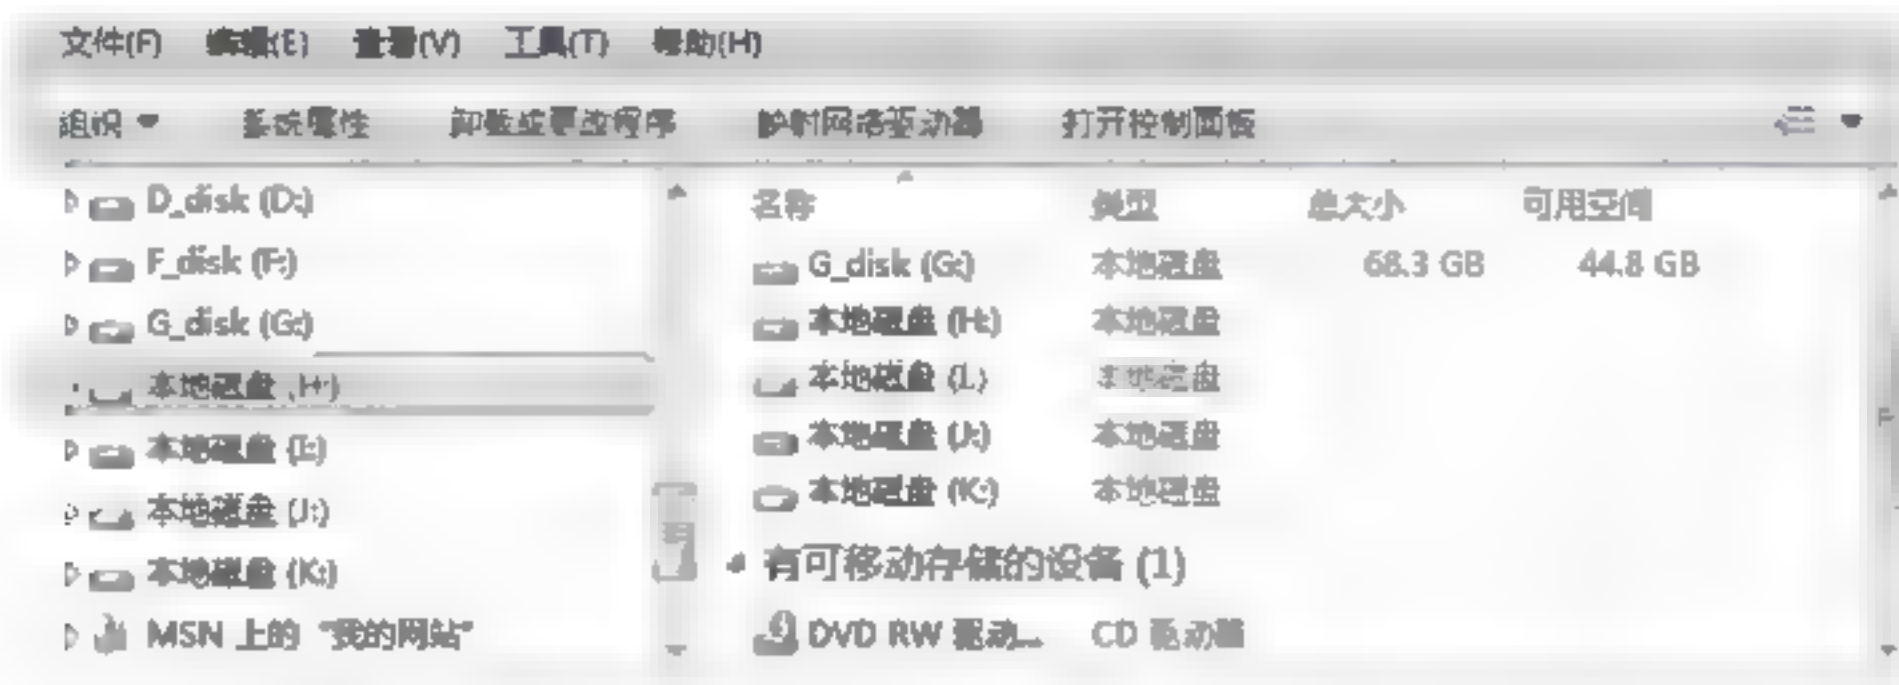 文件(F) 编辑(E) 查看(V) 工具(T) 帮助(H)
组织 系统属性 卸载或更改程序 映射网络驱动器 打开控制面板
D_disk (D:)
F_disk (F:)
G_disk (G:)
本地磁盘 (H:)
本地磁盘 (I:)
本地磁盘 (J:)
本地磁盘 (K:)
MSN 上的 "我的网站"
名称 类型 总大小 可用空间
G_disk (G:) 本地磁盘 68.3 GB 44.8 GB
本地磁盘 (H:) 本地磁盘
本地磁盘 (I:) 本地磁盘
本地磁盘 (J:) 本地磁盘
本地磁盘 (K:) 本地磁盘
有可移动存储的设备 (1)
DVD RW 驱动... CD 驱动器